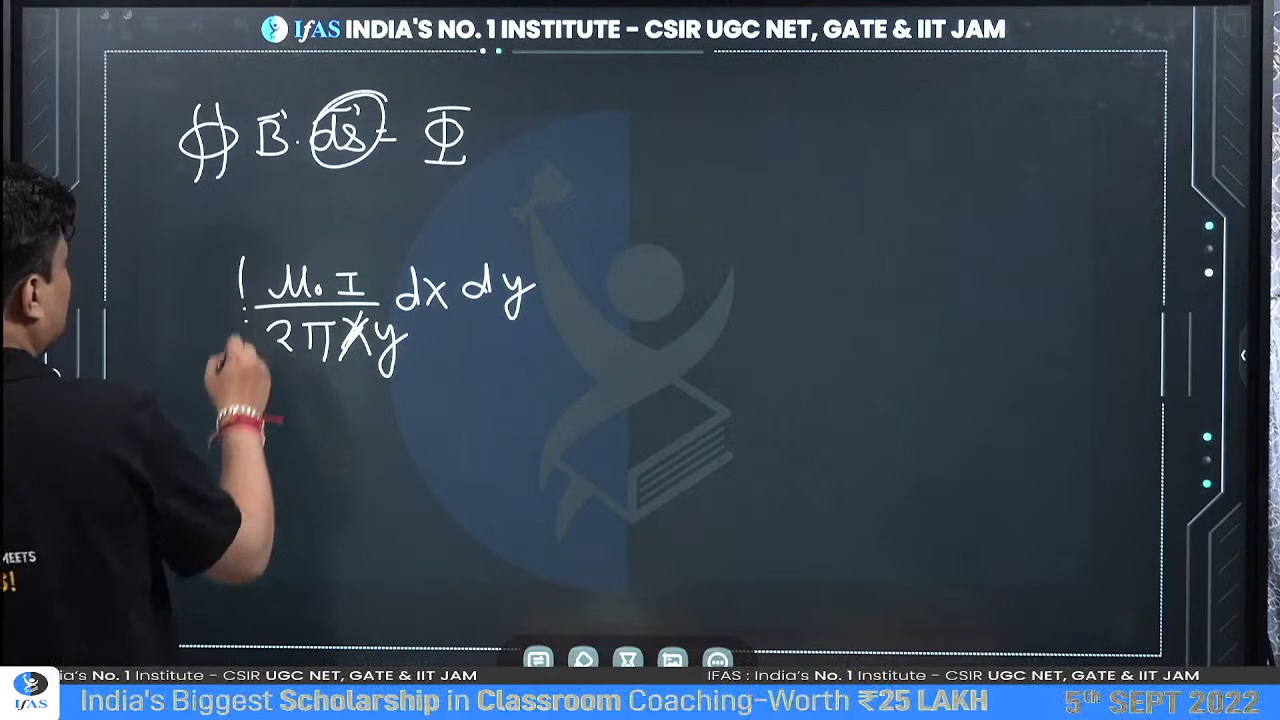 IfAS INDIA'S NO. 1 INSTITUTE - CSIR UGC NET, GATE & IIT JAM
∯ B⃗ · ds⃗ = Φ
μ₀ I / 2π x y dx dy
MEETS
S!
ia's No. 1 Institute - CSIR UGC NET, GATE & IIT JAM
IFAS : India's No. 1 Institute - CSIR UGC NET, GATE & IIT JAM
IfAS
India's Biggest Scholarship in Classroom Coaching-Worth ₹25 LAKH
5th SEPT 2022